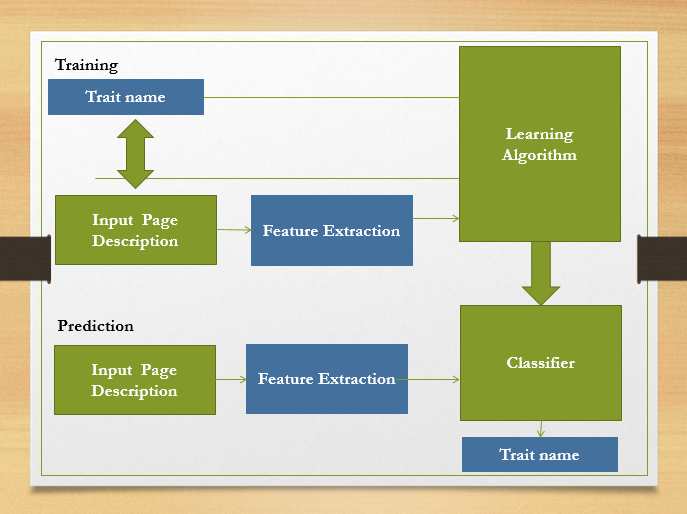 Training
Trait name
Learning
Algorithm
Input Page
Description
Feature Extraction
Prediction
Input Page
Description
Feature Extraction
Classifier
Trait name